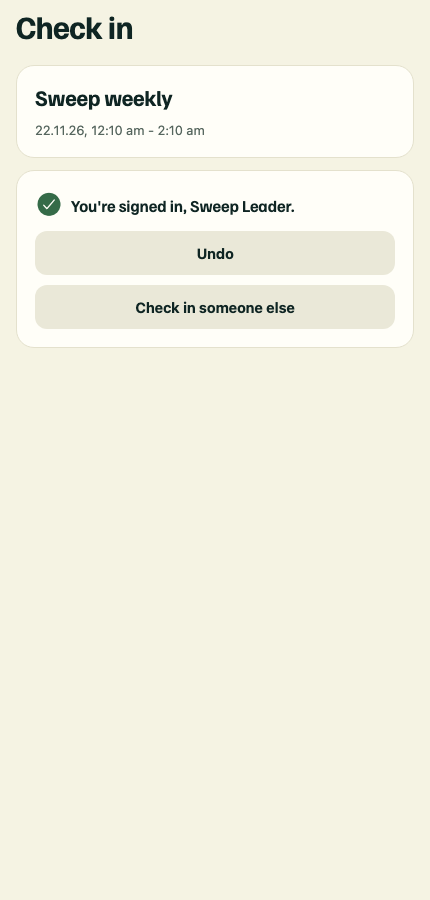 Check in
Sweep weekly
22.11.26, 12:10 am - 2:10 am
You're signed in, Sweep Leader.
Undo
Check in someone else